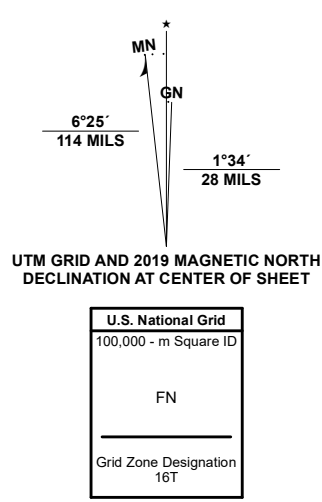 MN
GN
6°25´
114 MILS
1°34´
28 MILS
UTM GRID AND 2019 MAGNETIC NORTH
DECLINATION AT CENTER OF SHEET
U.S. National Grid
100,000 - m Square ID
FN
Grid Zone Designation
16T